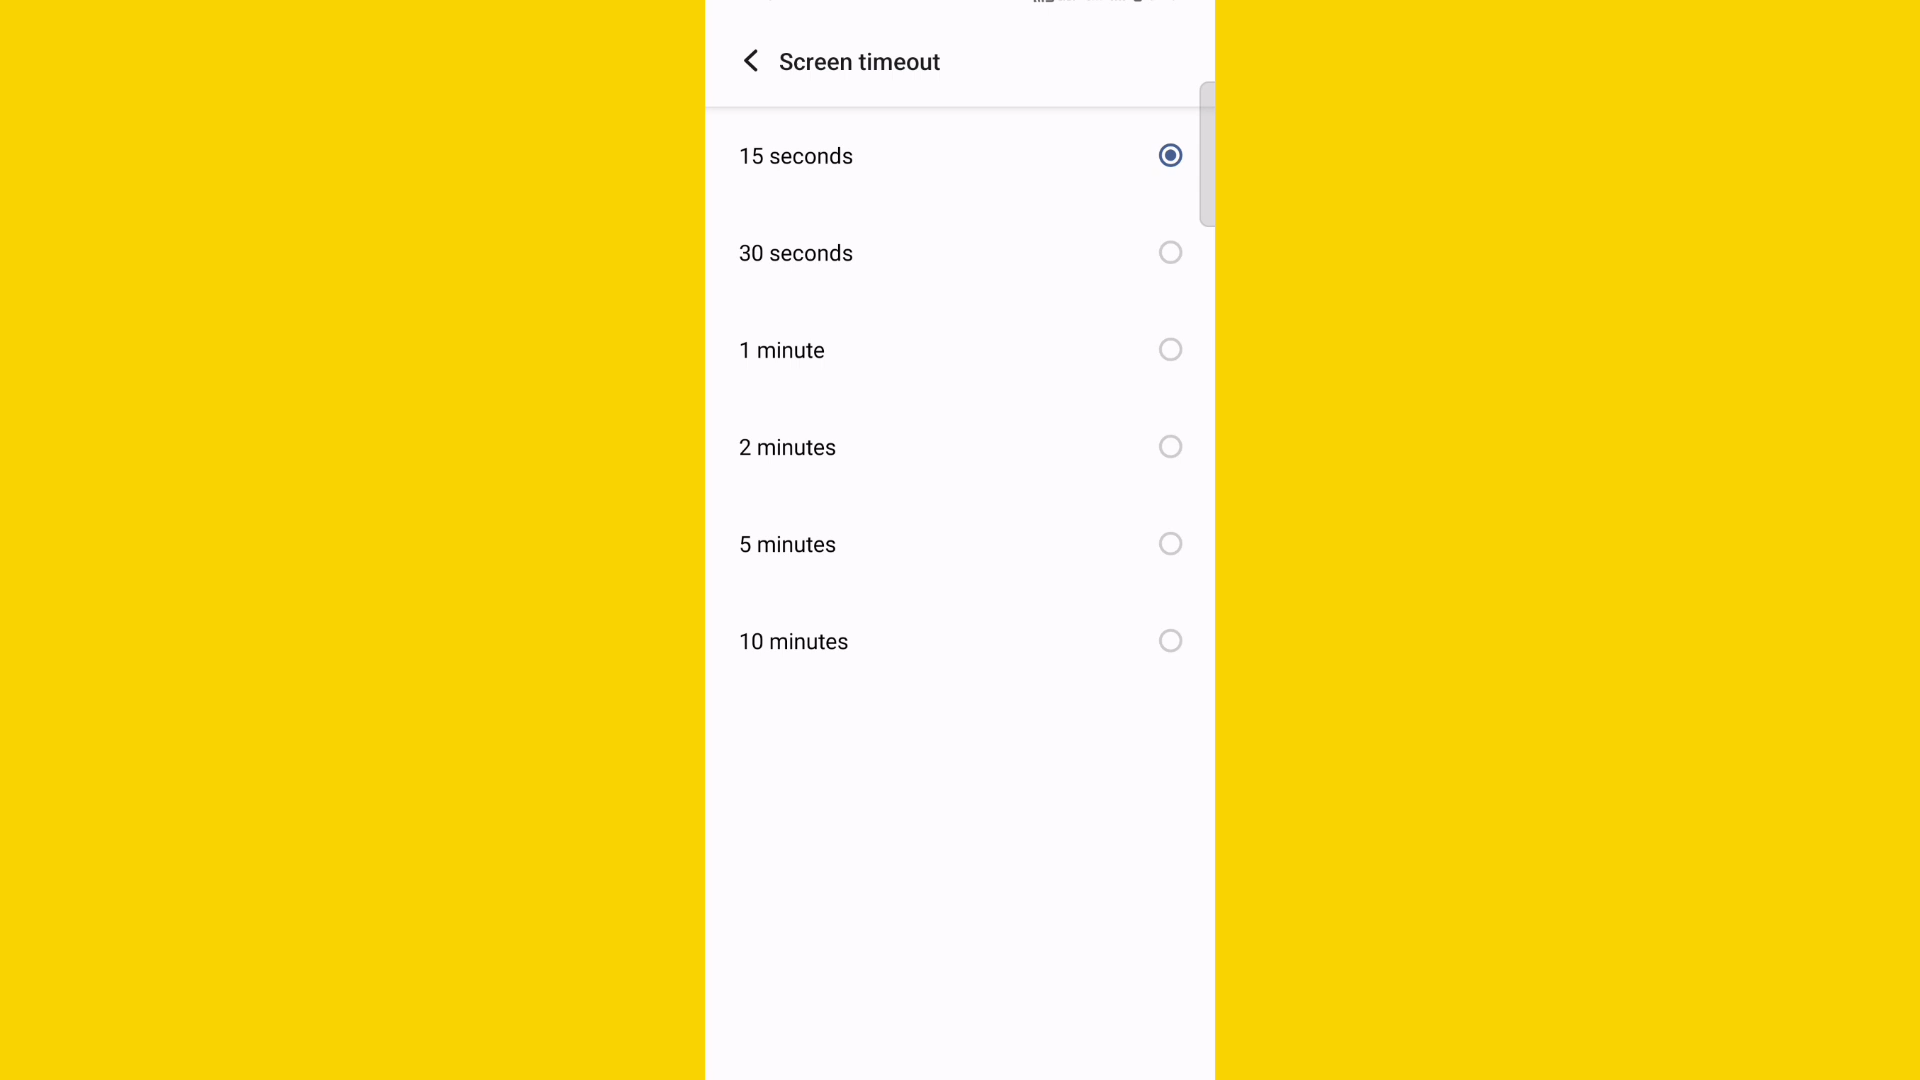 Screen timeout
15 seconds
30 seconds
1 minute
2 minutes
5 minutes
10 minutes